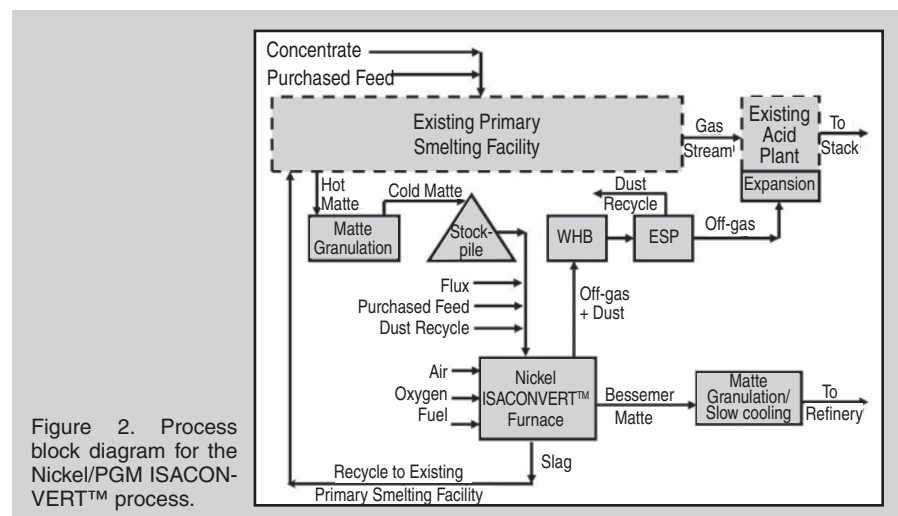 Concentrate
Purchased Feed
Existing Primary
Smelting Facility
Gas
Stream
Existing
Acid
Plant
To
Stack
Expansion
Hot
Matte
Cold Matte
Matte
Granulation
Stock-
pile
Dust
Recycle
WHB
ESP
Off-gas
Flux
Purchased Feed
Dust Recycle
Off-gas
+ Dust
Air
Oxygen
Fuel
Nickel
ISACONVERT™
Furnace
Bessemer
Matte
Matte
Granulation/
Slow cooling
To
Refinery
Slag
Recycle to Existing
Primary Smelting Facility
Figure 2. Process
block diagram for the
Nickel/PGM ISACON-
VERT™ process.